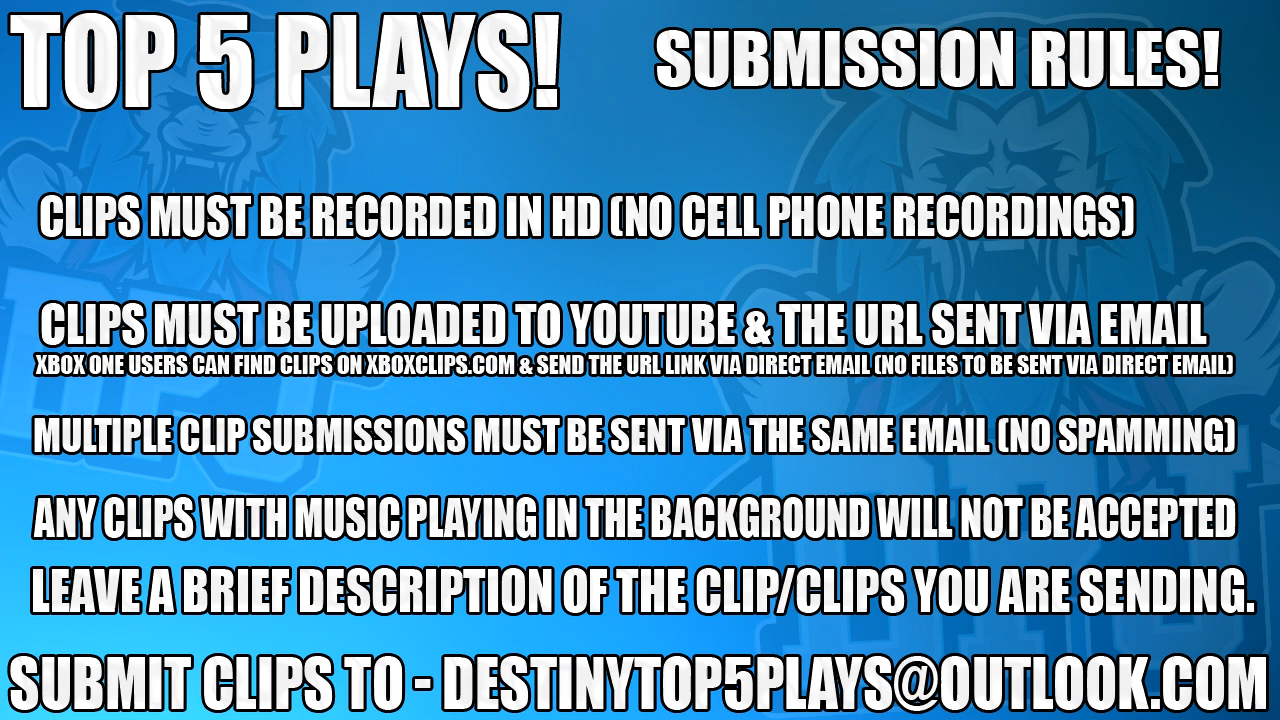 TOP 5 PLAYS!
SUBMISSION RULES!
CLIPS MUST BE RECORDED IN HD (NO CELL PHONE RECORDINGS)
CLIPS MUST BE UPLOADED TO YOUTUBE & THE URL SENT VIA EMAIL
XBOX ONE USERS CAN FIND CLIPS ON XBOXCLIPS.COM & SEND THE URL LINK VIA DIRECT EMAIL (NO FILES TO BE SENT VIA DIRECT EMAIL)
MULTIPLE CLIP SUBMISSIONS MUST BE SENT VIA THE SAME EMAIL (NO SPAMMING)
ANY CLIPS WITH MUSIC PLAYING IN THE BACKGROUND WILL NOT BE ACCEPTED
LEAVE A BRIEF DESCRIPTION OF THE CLIP/CLIPS YOU ARE SENDING.
SUBMIT CLIPS TO - DESTINYTOP5PLAYS@OUTLOOK.COM